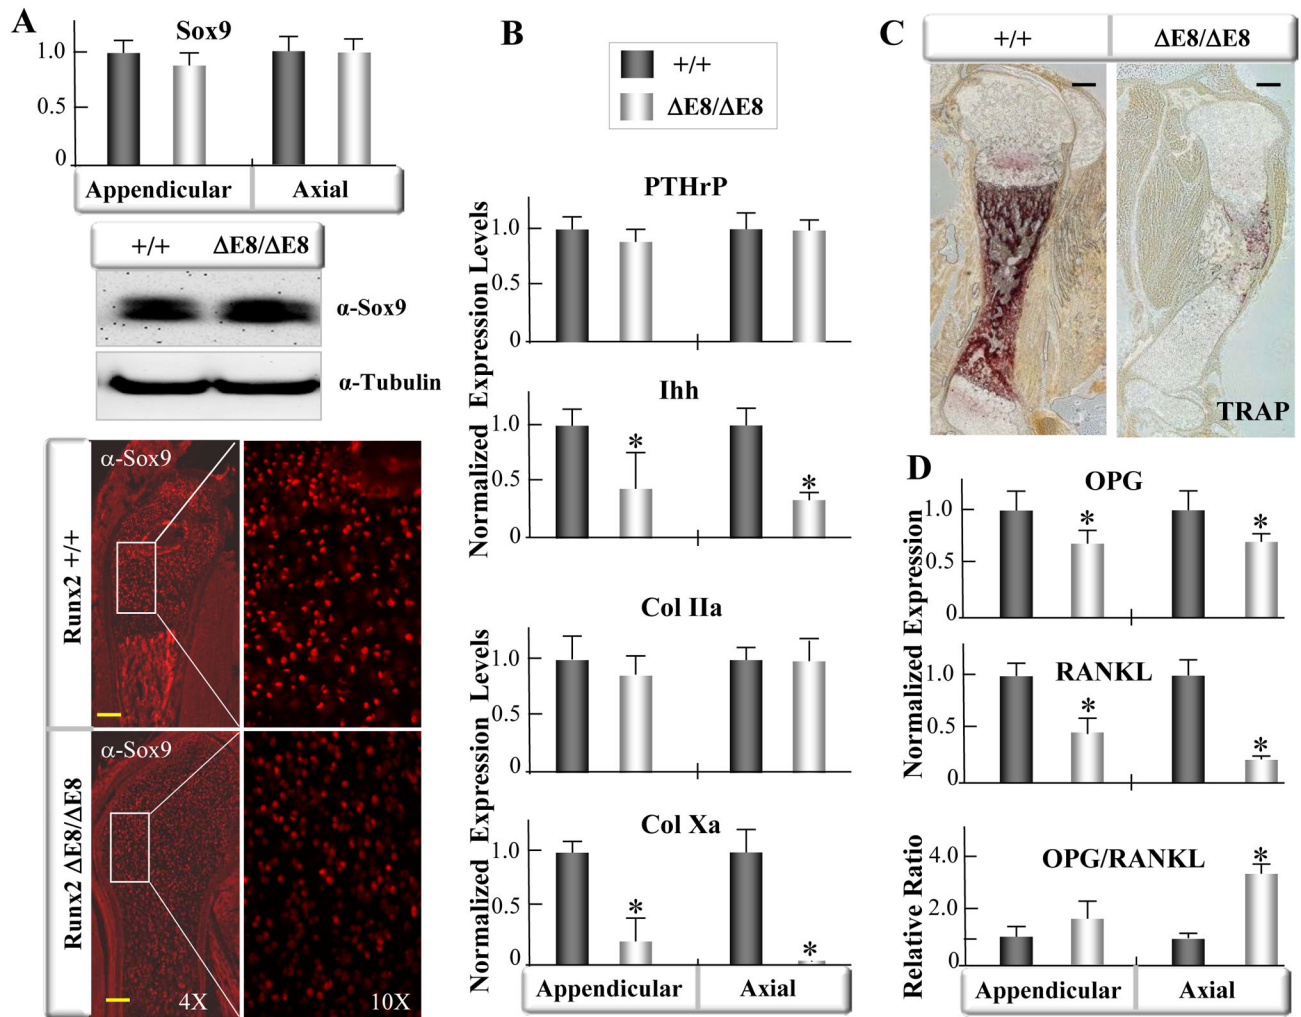 A
Sox9
1.0
0.5
0
Appendicular Axial
+/+ ΔE8/ΔE8
α-Sox9
α-Tubulin
Runx2 +/+
α-Sox9
Runx2 ΔE8/ΔE8
α-Sox9
4X 10X
B
+/+
ΔE8/ΔE8
Normalized Expression Levels
PTHrP
1.0
0.5
0
Ihh
1.0
* *
0.5
0
Normalized Expression Levels
Col IIa
1.0
0.5
0
Col Xa
1.0
0.5
* *
0
Appendicular Axial
C
+/+ ΔE8/ΔE8
TRAP
D
Normalized Expression
OPG
1.0
* *
0.5
0
RANKL
1.0
*
0.5
*
0
Relative Ratio
OPG/RANKL
4.0
*
2.0
0
Appendicular Axial